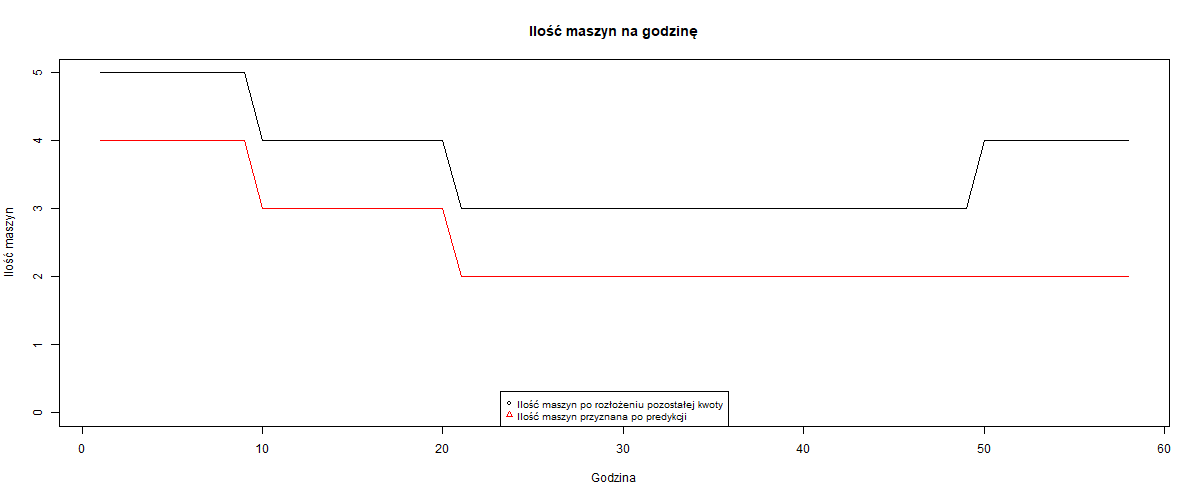 Ilość maszyn na godzinę
Ilość maszyn
5
4
3
2
1
0
Ilość maszyn po rozłożeniu pozostałej kwoty
Ilość maszyn przyznana po predykcji
0 10 20 30 40 50 60
Godzina